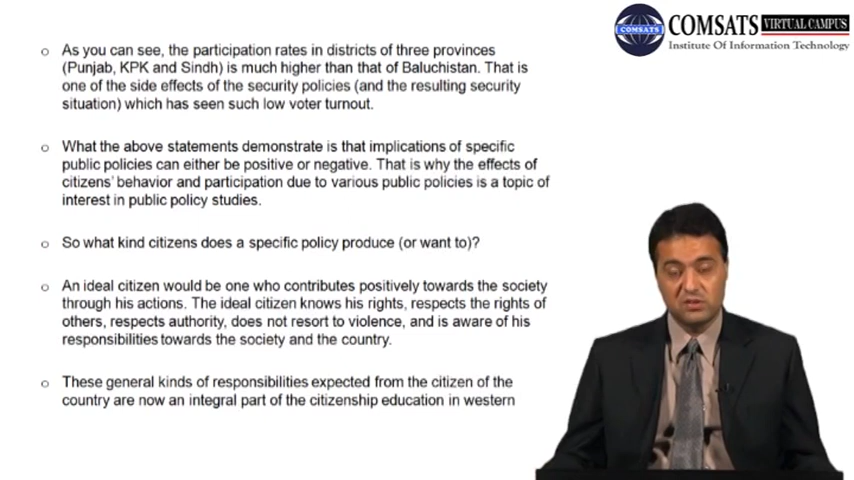 COMSATS VIRTUAL CAMPUS
COMSATS
Institute Of Information Technology
o As you can see, the participation rates in districts of three provinces
(Punjab, KPK and Sindh) is much higher than that of Baluchistan. That is
one of the side effects of the security policies (and the resulting security
situation) which has seen such low voter turnout.
o What the above statements demonstrate is that implications of specific
public policies can either be positive or negative. That is why the effects of
citizens' behavior and participation due to various public policies is a topic of
interest in public policy studies.
o So what kind citizens does a specific policy produce (or want to)?
o An ideal citizen would be one who contributes positively towards the society
through his actions. The ideal citizen knows his rights, respects the rights of
others, respects authority, does not resort to violence, and is aware of his
responsibilities towards the society and the country.
o These general kinds of responsibilities expected from the citizen of the
country are now an integral part of the citizenship education in western